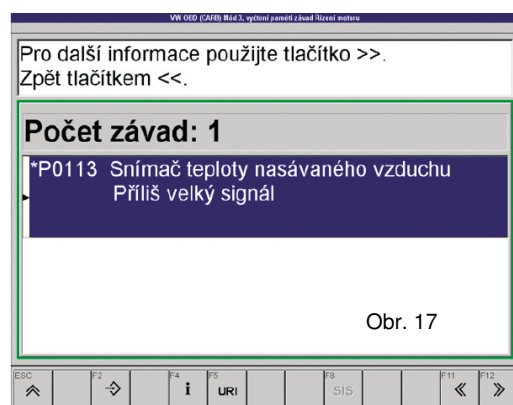 VW OBD (CARB) Mód 3, vyčtení paměti závad Řízení motoru
Pro další informace použijte tlačítko >>.
Zpět tlačítkem <<.
Počet závad: 1
*P0113 Snímač teploty nasávaného vzduchu
Příliš velký signál
Obr. 17
ESC F2 F4 i F5 URI F8 SIS F11 « F12 »